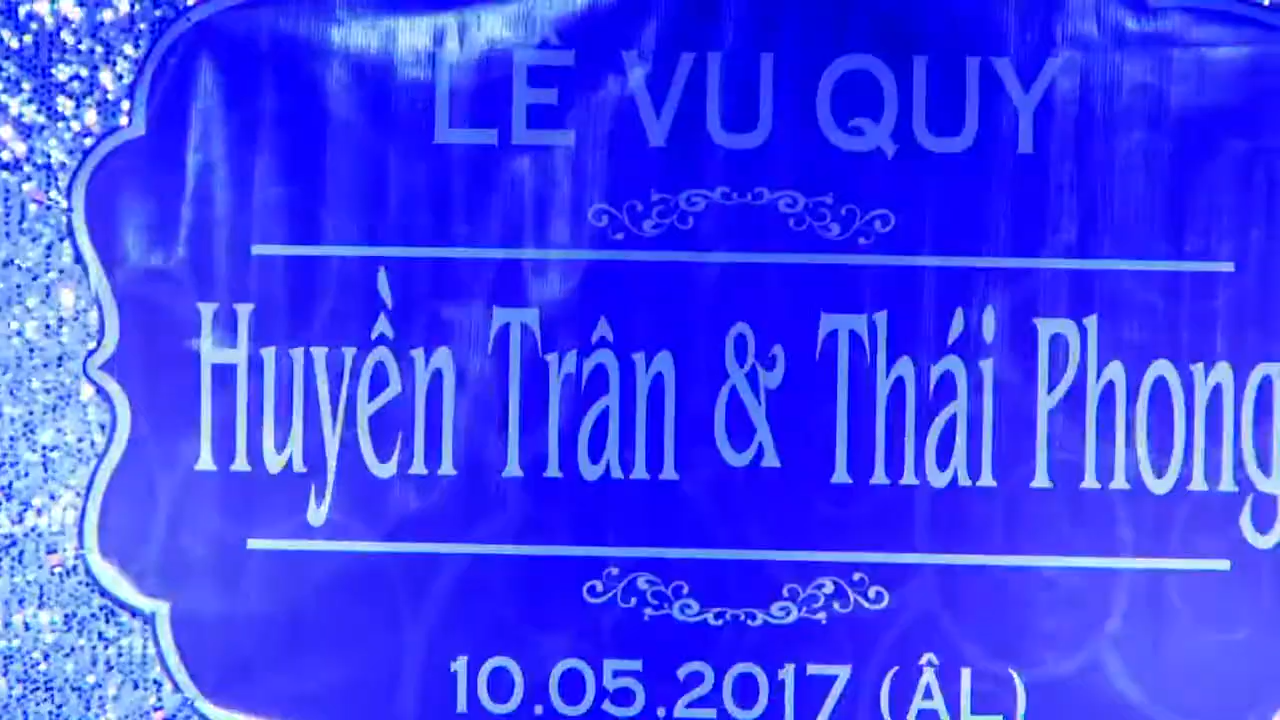 LỄ VU QUY
Huyền Trân & Thái Phong
10.05.2017 (ÂL)